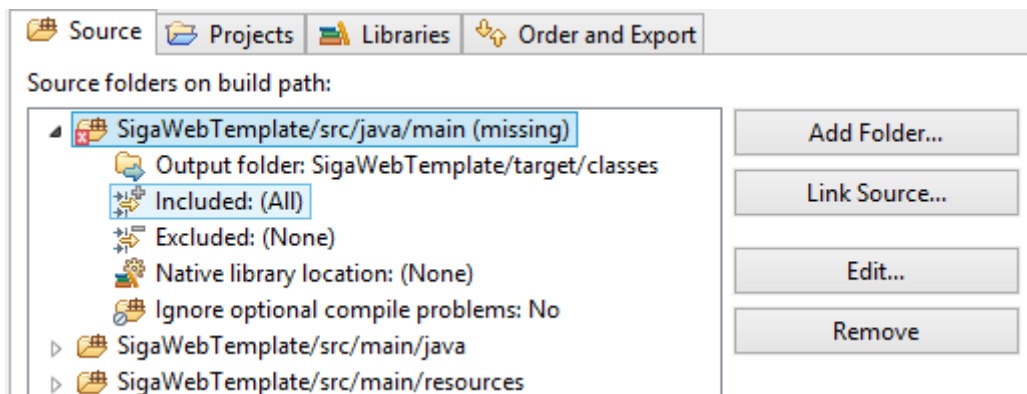 Source Projects Libraries Order and Export
Source folders on build path:
SigaWebTemplate/src/java/main (missing)
Add Folder...
Output folder: SigaWebTemplate/target/classes
Included: (All)
Link Source...
Excluded: (None)
Native library location: (None)
Edit...
Ignore optional compile problems: No
Remove
SigaWebTemplate/src/main/java
SigaWebTemplate/src/main/resources